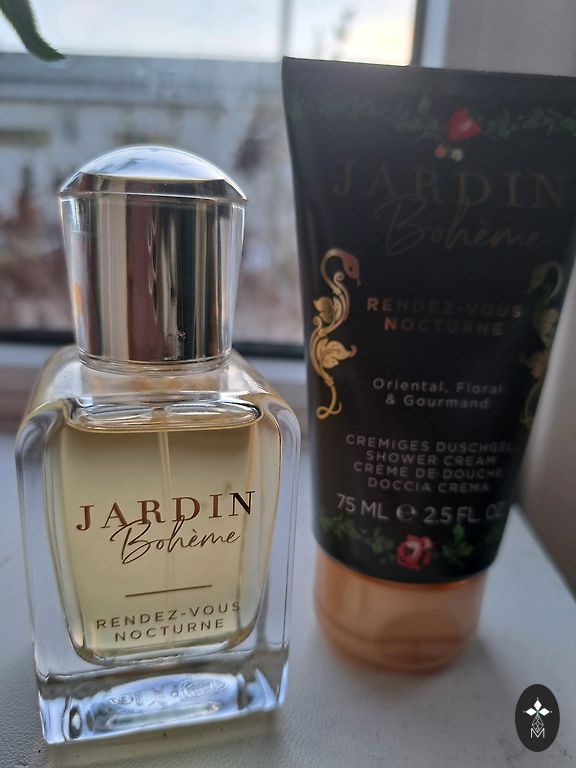 JARDIN
Bohème
RENDEZ-VOUS
NOCTURNE
JARDIN
Bohème
RENDEZ-VOUS
NOCTURNE
Oriental, Floral
& Gourmand
CREMIGES DUSCHGEL
SHOWER CREAM
CRÈME DE DOUCHE
DOCCIA CREMA
75 ML ℮ 2.5 FL. OZ
M